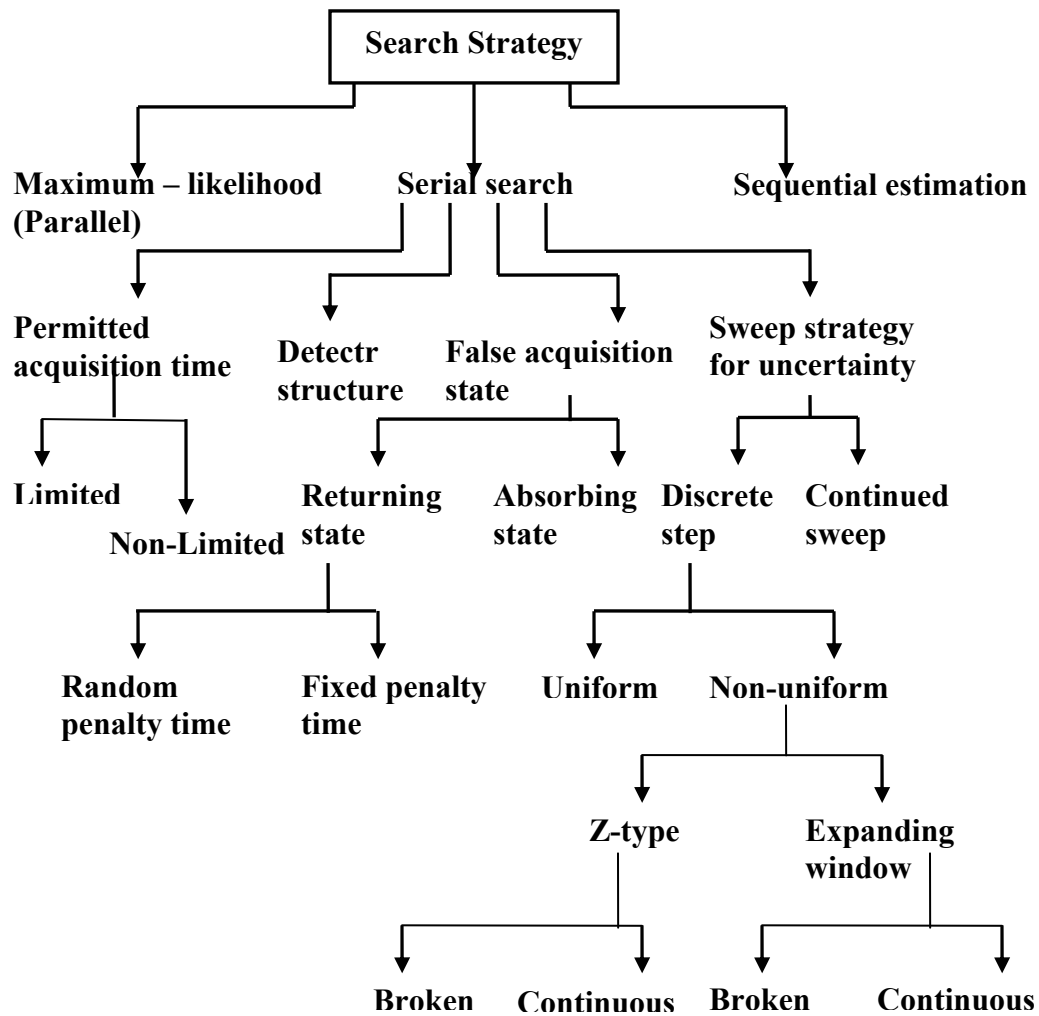 Search Strategy
Maximum – likelihood
(Parallel)
Serial search
Sequential estimation
Permitted
acquisition time
Detectr
structure
False acquisition
state
Sweep strategy
for uncertainty
Limited
Non-Limited
Returning
state
Absorbing
state
Discrete
step
Continued
sweep
Random
penalty time
Fixed penalty
time
Uniform
Non-uniform
Z-type
Expanding
window
Broken
Continuous
Broken
Continuous